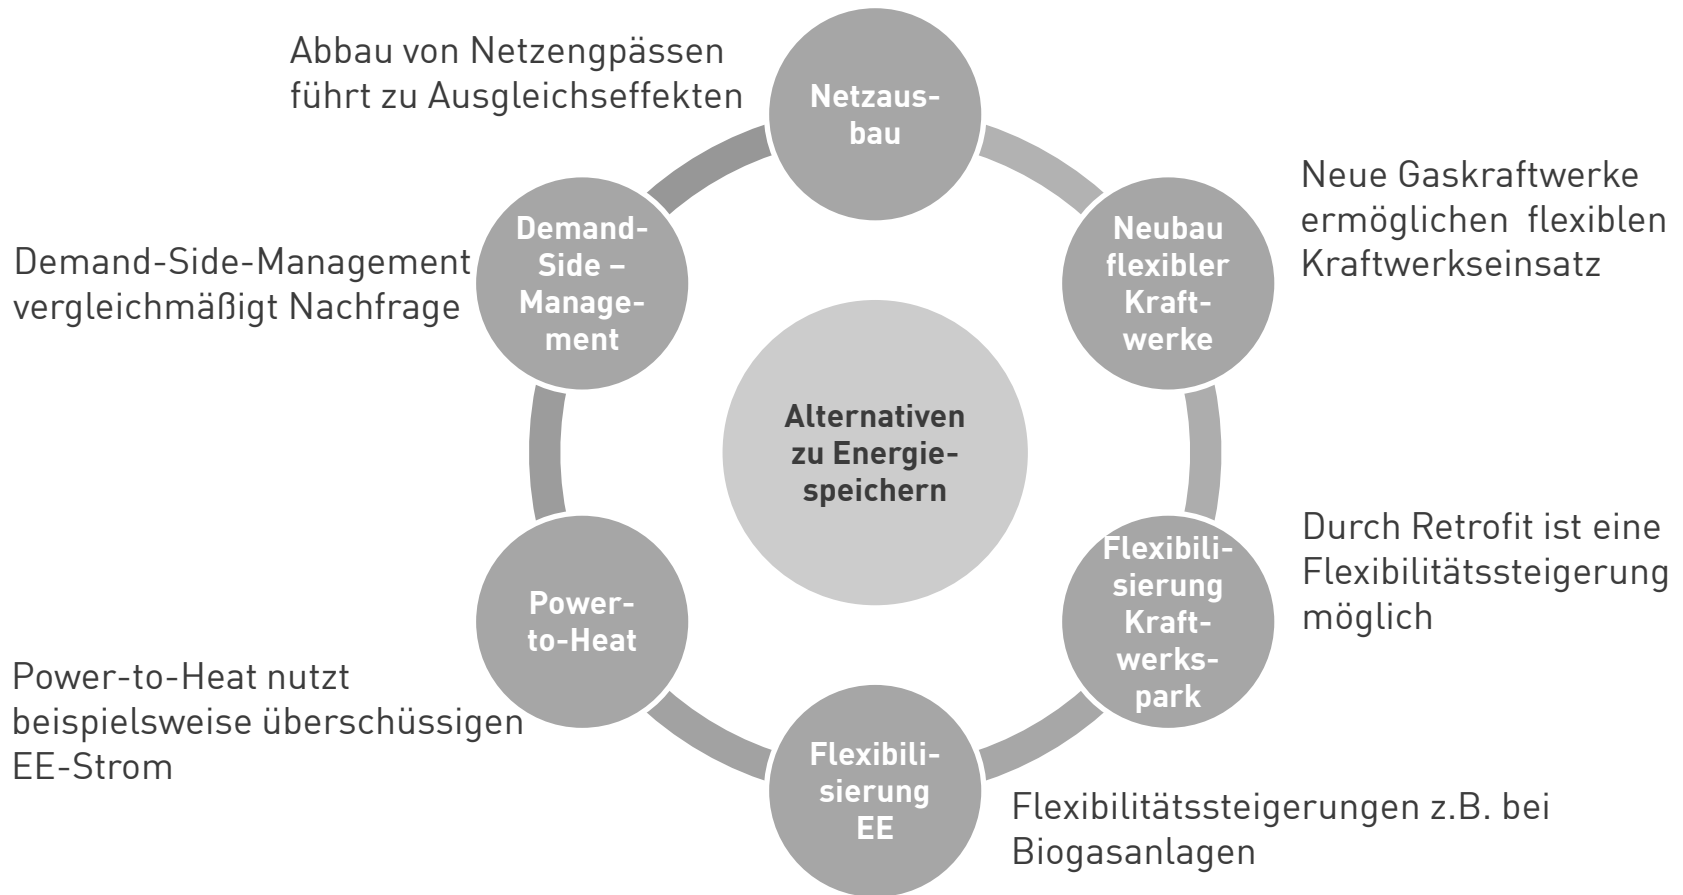 Abbau von Netzengpässen
führt zu Ausgleichseffekten
Netzaus-
bau
Neue Gaskraftwerke
ermöglichen  flexiblen
Kraftwerkseinsatz
Neubau
flexibler
Kraft-
werke
Demand-
Side –
Manage-
ment
Demand-Side-Management
vergleichmäßigt Nachfrage
Alternativen
zu Energie-
speichern
Durch Retrofit ist eine
Flexibilitätssteigerung
möglich
Flexibili-
sierung
Kraft-
werks-
park
Power-
to-Heat
Power-to-Heat nutzt
beispielsweise überschüssigen
EE-Strom
Flexibili-
sierung
EE
Flexibilitätssteigerungen z.B. bei
Biogasanlagen